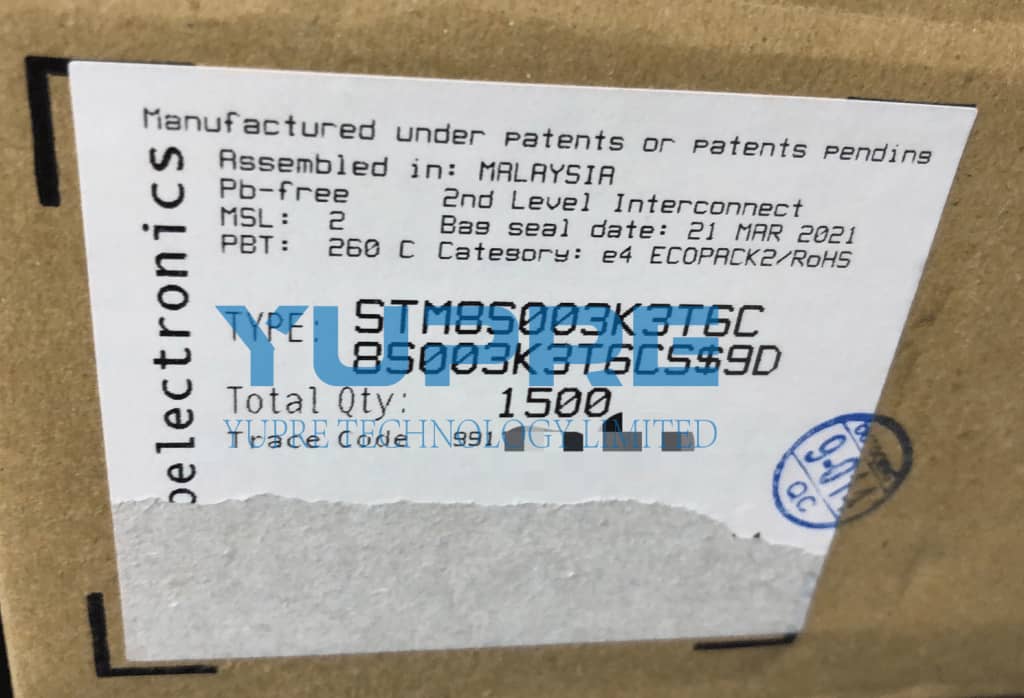 Manufactured under patents or patents pending
Assembled in: MALAYSIA
Pb-free 2nd Level Interconnect
MSL: 2 Bag seal date: 21 MAR 2021
PBT: 260 C Category: e4 ECOPACK2/RoHS
TYPE: STM8S003K3T6C
8S003K3T6CS$9D
YUPRE
Total Qty: 1500
YUPRE TECHNOLOGY LIMITED
Trace Code 991
oelectronics
QC